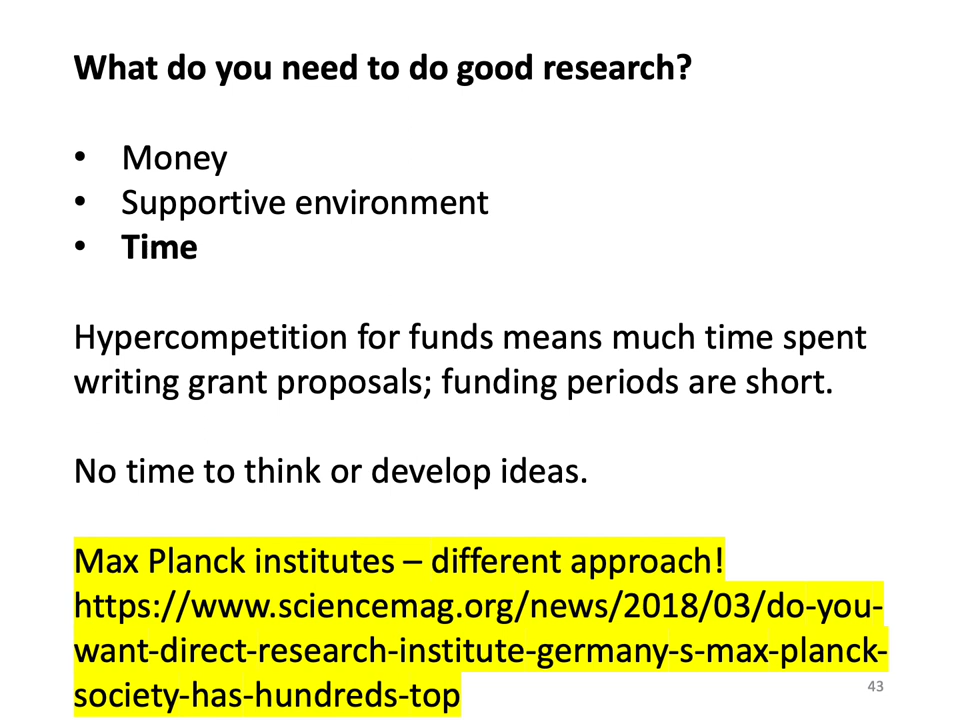 What do you need to do good research?
• Money
• Supportive environment
• Time
Hypercompetition for funds means much time spent
writing grant proposals; funding periods are short.
No time to think or develop ideas.
Max Planck institutes – different approach!
https://www.sciencemag.org/news/2018/03/do-you-
want-direct-research-institute-germany-s-max-planck-
society-has-hundreds-top
43